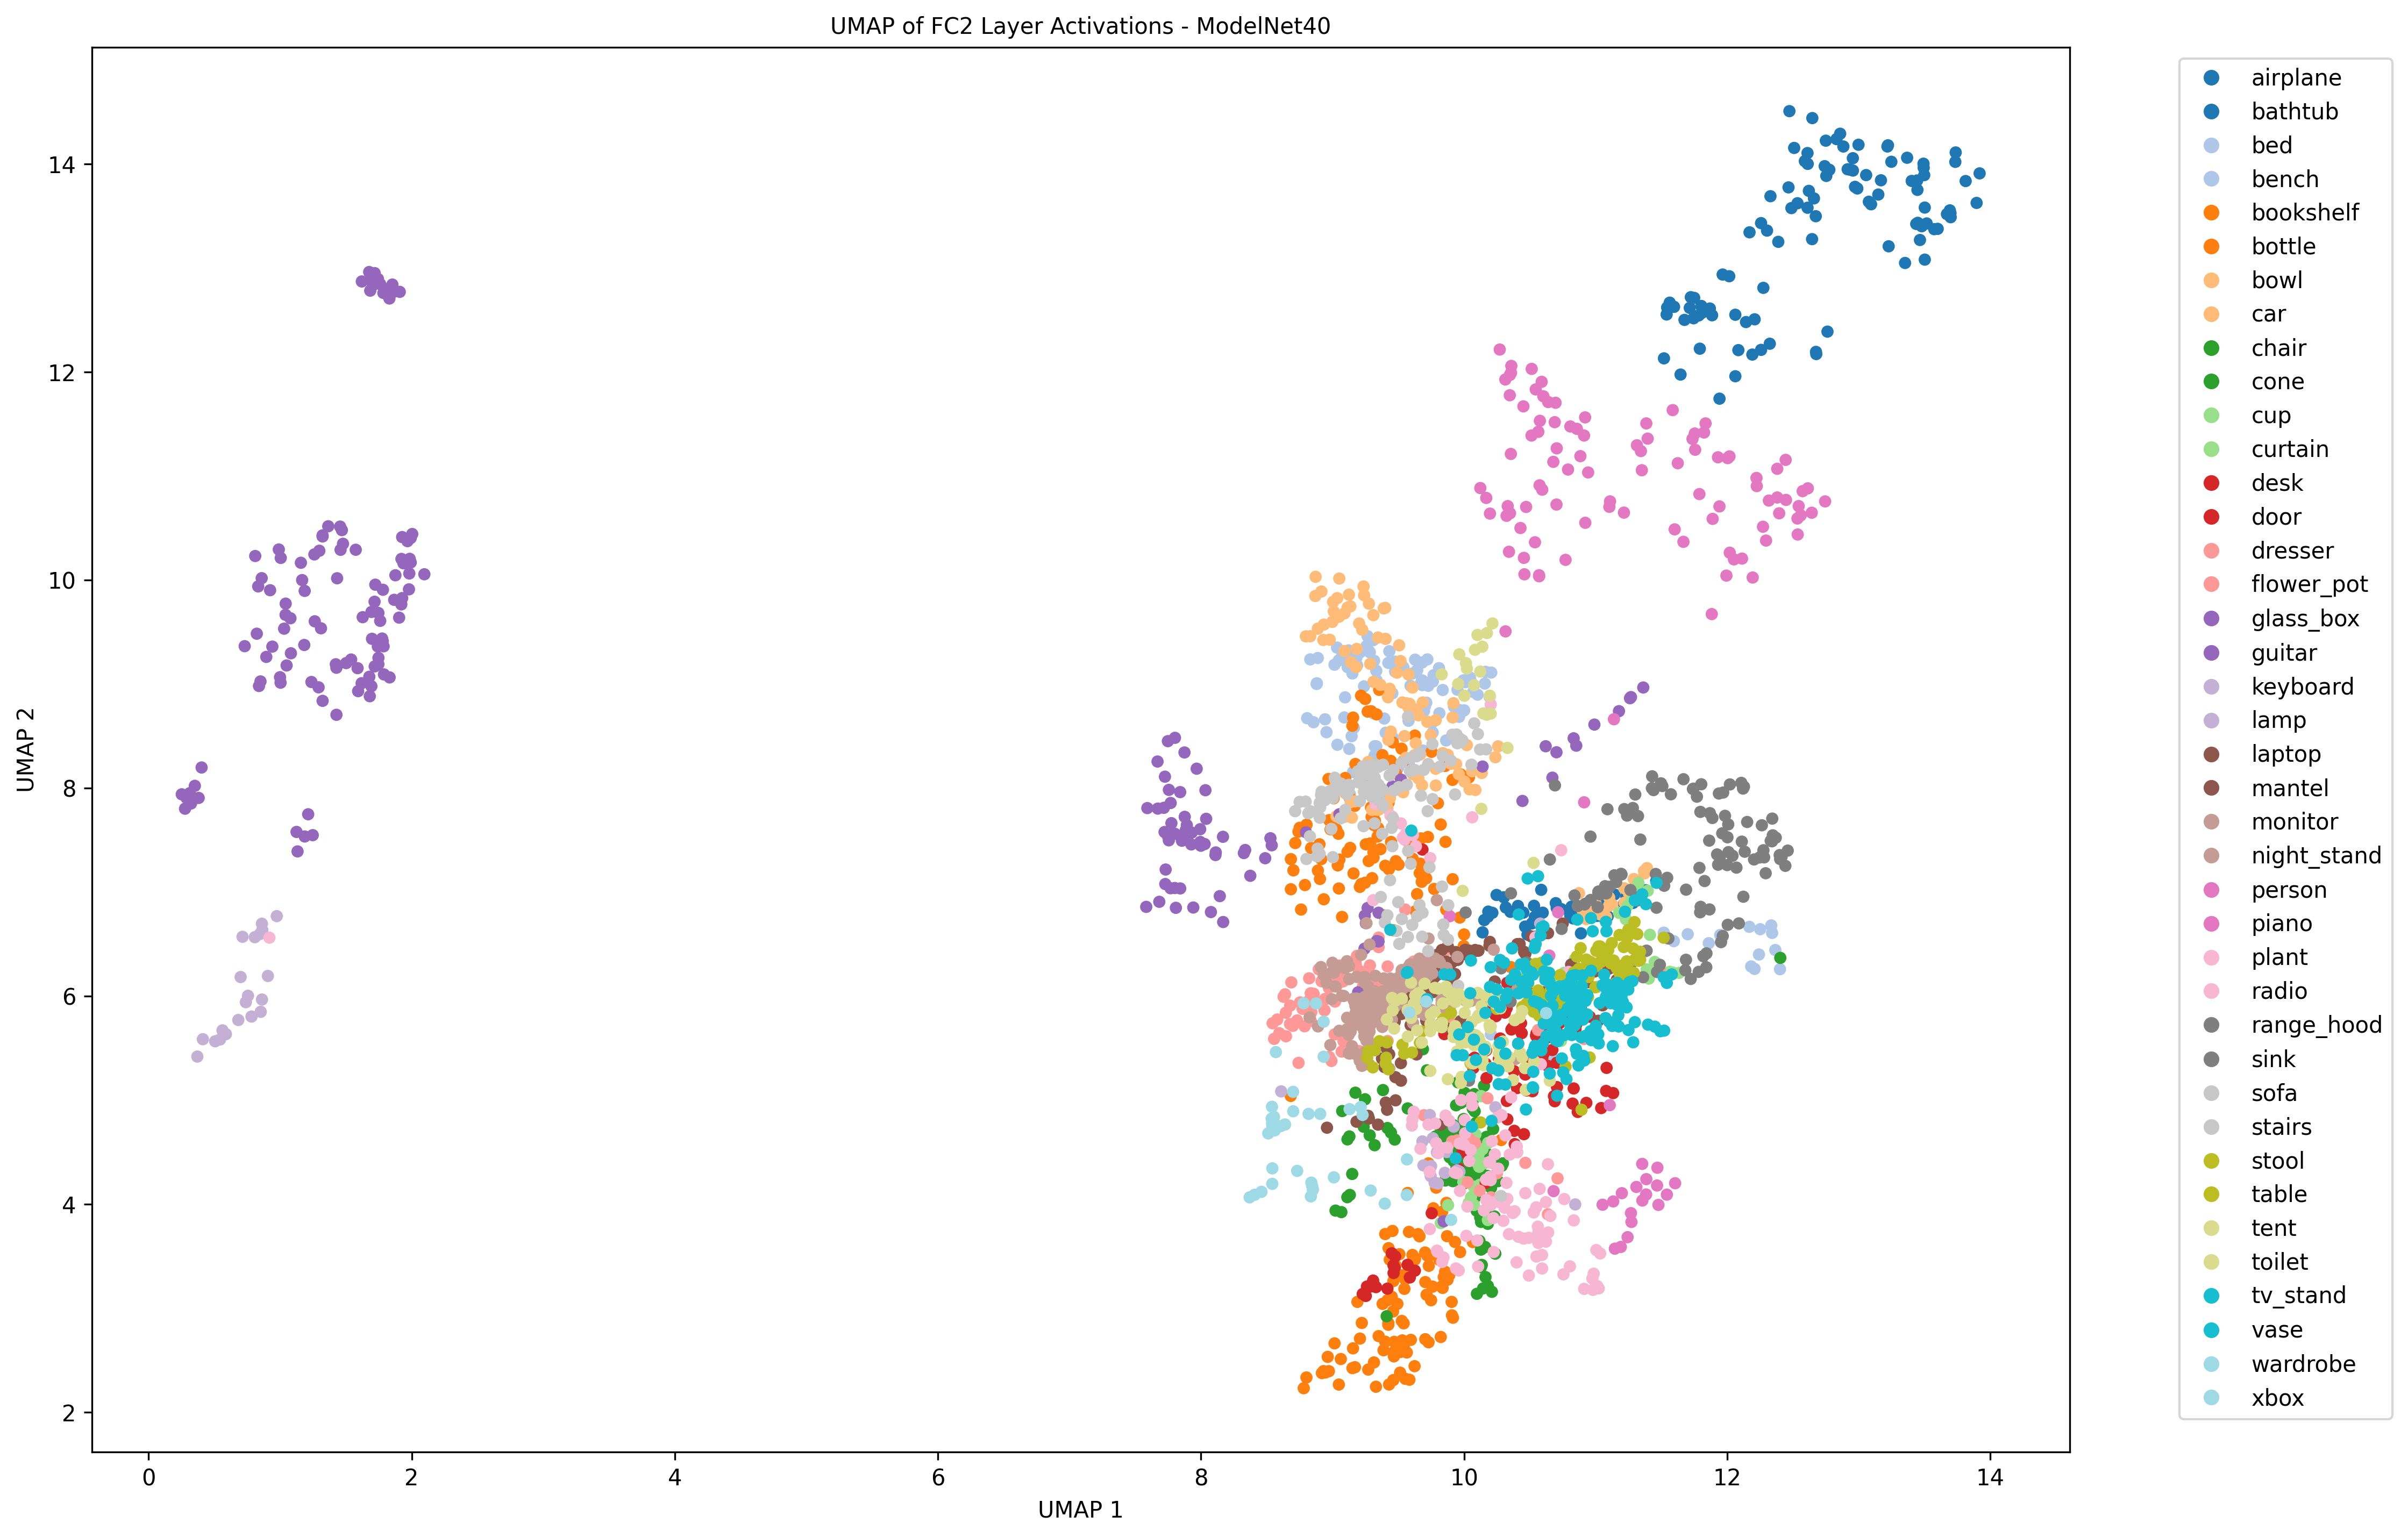 UMAP of FC2 Layer Activations - ModelNet40
14
12
10
8
6
4
2
UMAP 2
0
2
4
6
8
10
12
14
UMAP 1
airplane
bathtub
bed
bench
bookshelf
bottle
bowl
car
chair
cone
cup
curtain
desk
door
dresser
flower_pot
glass_box
guitar
keyboard
lamp
laptop
mantel
monitor
night_stand
person
piano
plant
radio
range_hood
sink
sofa
stairs
stool
table
tent
toilet
tv_stand
vase
wardrobe
xbox